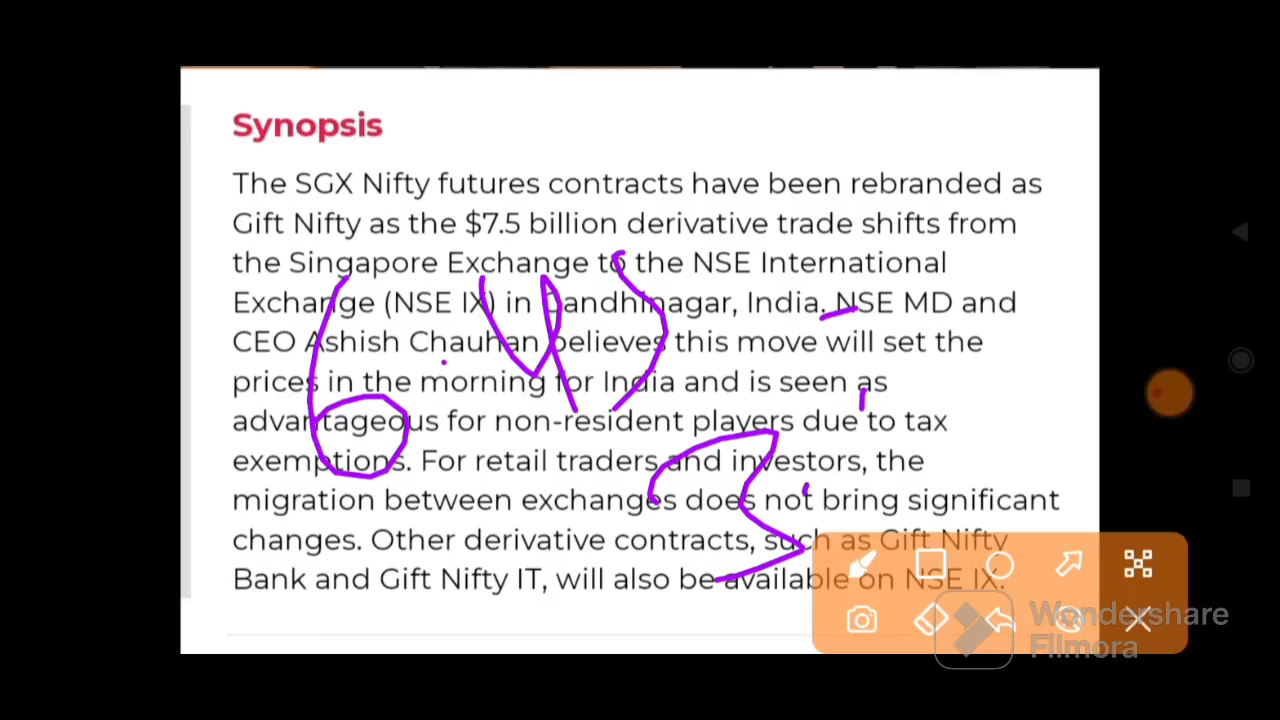 Synopsis
The SGX Nifty futures contracts have been rebranded as
Gift Nifty as the $7.5 billion derivative trade shifts from
the Singapore Exchange to the NSE International
Exchange (NSE IX) in Gandhinagar, India. NSE MD and
CEO Ashish Chauhan believes this move will set the
prices in the morning for India and is seen as
advantageous for non-resident players due to tax
exemptions. For retail traders and investors, the
migration between exchanges does not bring significant
changes. Other derivative contracts, such as Gift Nifty
Bank and Gift Nifty IT, will also be available on NSE IX.
Wondershare
Filmora